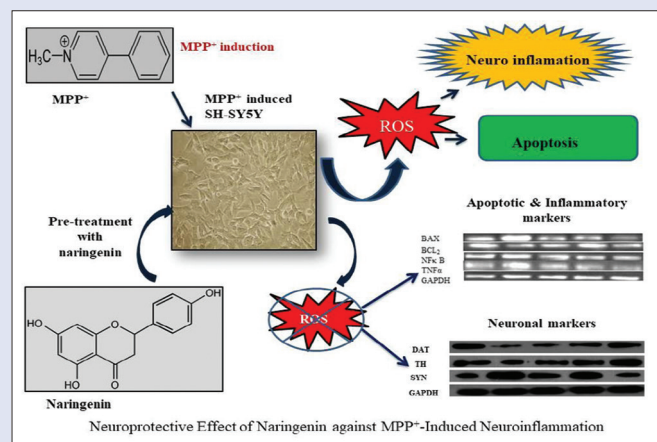 H₃C—N
MPP⁺
MPP⁺ induction
MPP⁺ induced
SH-SY5Y
ROS
Neuro inflamation
Apoptosis
Pre-treatment
with
naringenin
Apoptotic & Inflammatory
markers
BAX
BCL₂
NFκ B
TNFα
GAPDH
ROS
Neuronal markers
DAT
TH
SYN
GAPDH
OH
HO
O
OH
O
Naringenin
Neuroprotective Effect of Naringenin against MPP⁺-Induced Neuroinflammation